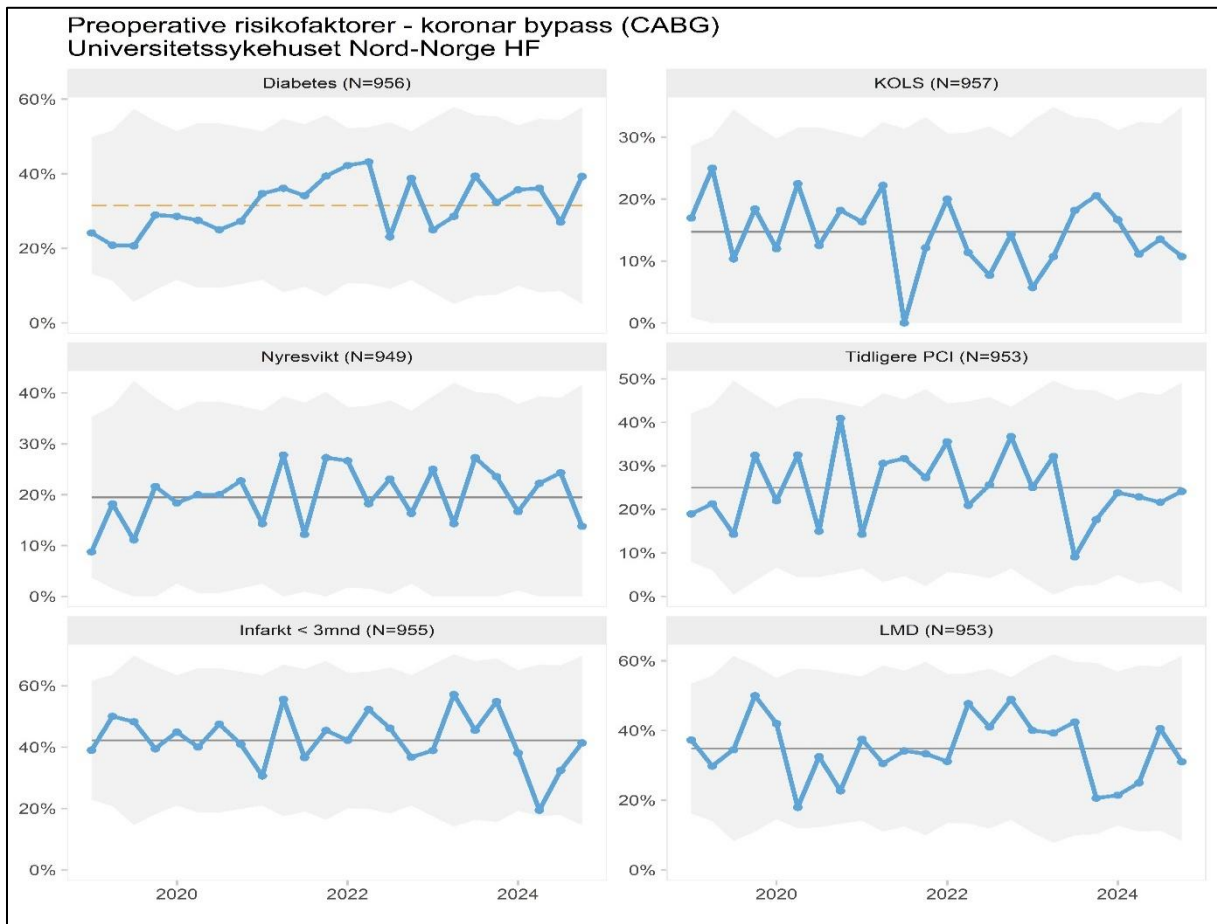 Preoperative risikofaktorer - koronar bypass (CABG)
Universitetssykehuset Nord-Norge HF
Diabetes (N=956)
60%
40%
20%
0%
KOLS (N=957)
30%
20%
10%
0%
Nyresvikt (N=949)
40%
30%
20%
10%
0%
Tidligere PCI (N=953)
50%
40%
30%
20%
10%
0%
Infarkt < 3mnd (N=955)
60%
40%
20%
0%
2020 2022 2024
LMD (N=953)
60%
40%
20%
0%
2020 2022 2024